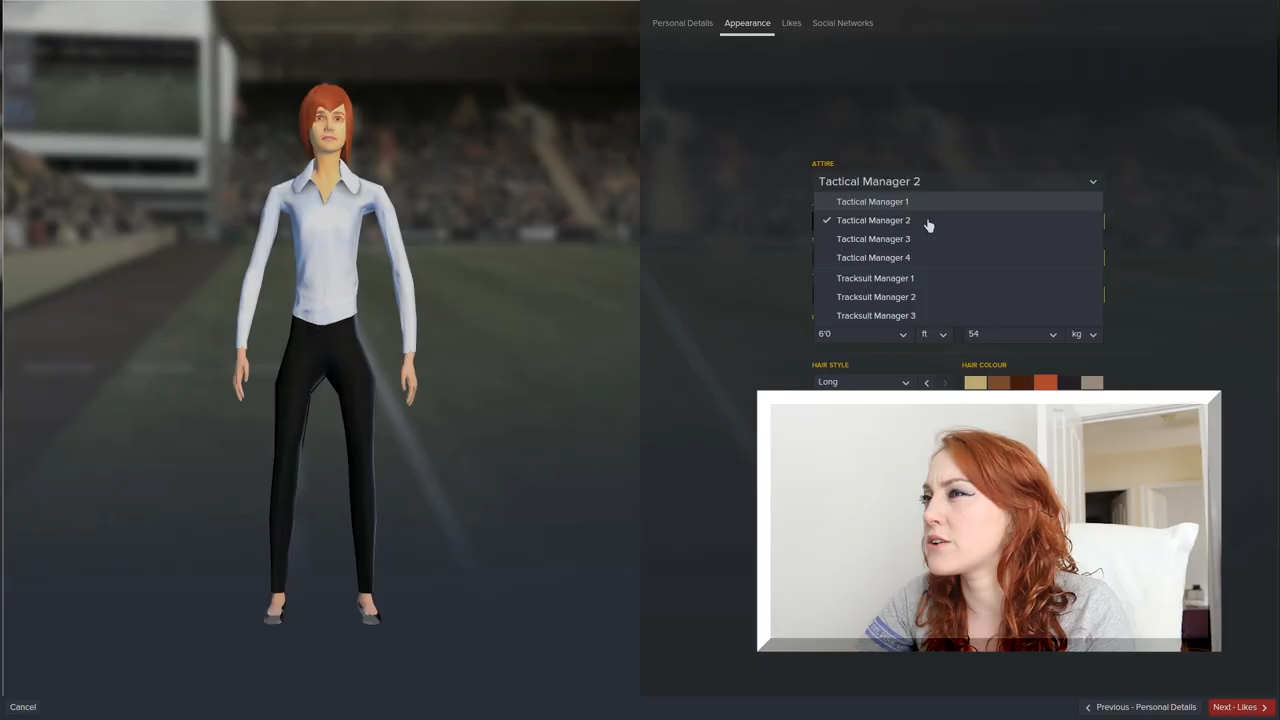 Personal Details
Appearance
Likes
Social Networks
ATTIRE
Tactical Manager 2
Tactical Manager 1
Tactical Manager 2
Tactical Manager 3
Tactical Manager 4
Tracksuit Manager 1
Tracksuit Manager 2
Tracksuit Manager 3
6'0
ft
54
kg
HAIR STYLE
HAIR COLOUR
Long
Cancel
Previous - Personal Details
Next - Likes